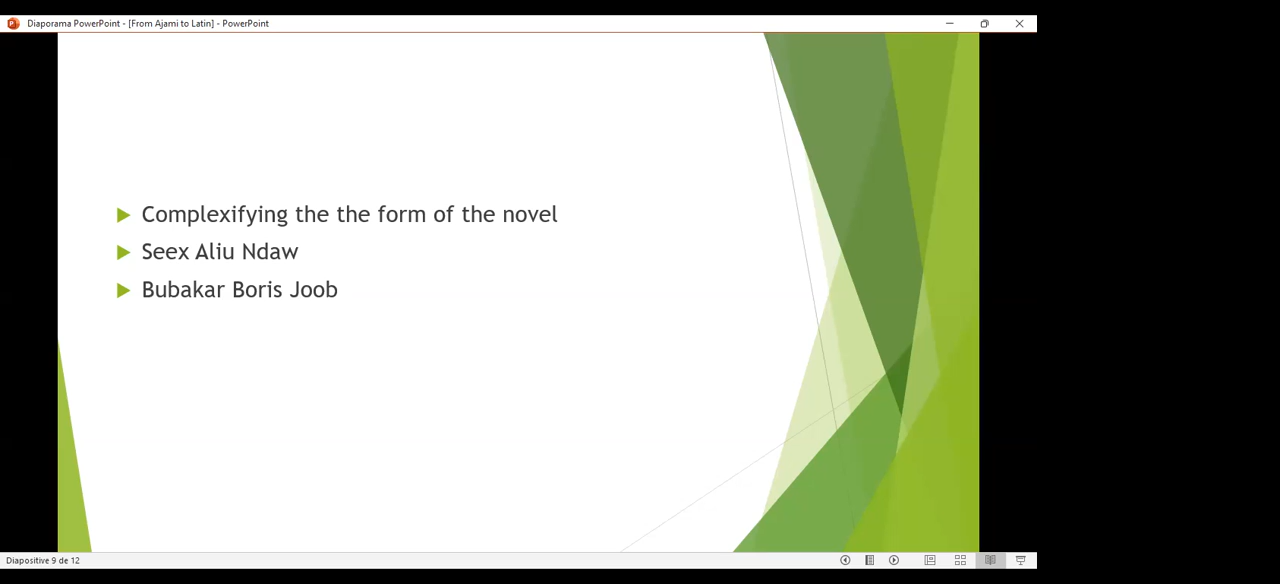 Diaporama PowerPoint - [From Ajami to Latin] - PowerPoint
Complexifying the the form of the novel
Seex Aliu Ndaw
Bubakar Boris Joob
Diapositive 9 de 12